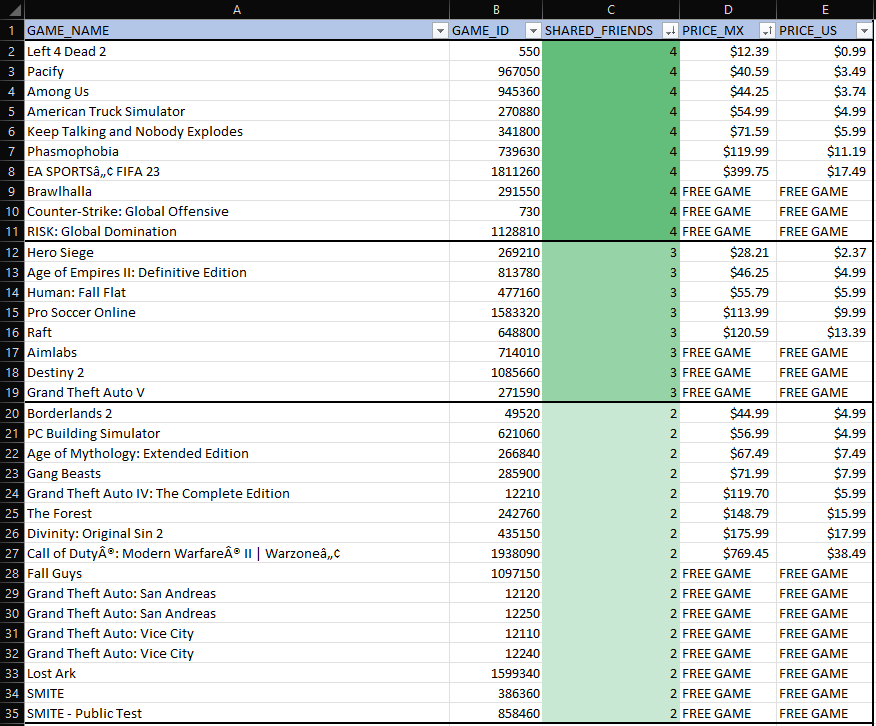 A B C D E
1 GAME_NAME GAME_ID SHARED_FRIENDS PRICE_MX PRICE_US
2 Left 4 Dead 2 550 4 $12.39 $0.99
3 Pacify 967050 4 $40.59 $3.49
4 Among Us 945360 4 $44.25 $3.74
5 American Truck Simulator 270880 4 $54.99 $4.99
6 Keep Talking and Nobody Explodes 341800 4 $71.59 $5.99
7 Phasmophobia 739630 4 $119.99 $11.19
8 EA SPORTSâ„¢ FIFA 23 1811260 4 $399.75 $17.49
9 Brawlhalla 291550 4 FREE GAME FREE GAME
10 Counter-Strike: Global Offensive 730 4 FREE GAME FREE GAME
11 RISK: Global Domination 1128810 4 FREE GAME FREE GAME
12 Hero Siege 269210 3 $28.21 $2.37
13 Age of Empires II: Definitive Edition 813780 3 $46.25 $4.99
14 Human: Fall Flat 477160 3 $55.79 $5.99
15 Pro Soccer Online 1583320 3 $113.99 $9.99
16 Raft 648800 3 $120.59 $13.39
17 Aimlabs 714010 3 FREE GAME FREE GAME
18 Destiny 2 1085660 3 FREE GAME FREE GAME
19 Grand Theft Auto V 271590 3 FREE GAME FREE GAME
20 Borderlands 2 49520 2 $44.99 $4.99
21 PC Building Simulator 621060 2 $56.99 $4.99
22 Age of Mythology: Extended Edition 266840 2 $67.49 $7.49
23 Gang Beasts 285900 2 $71.99 $7.99
24 Grand Theft Auto IV: The Complete Edition 12210 2 $119.70 $5.99
25 The Forest 242760 2 $148.79 $15.99
26 Divinity: Original Sin 2 435150 2 $175.99 $17.99
27 Call of DutyÂ®: Modern WarfareÂ® II | Warzoneâ„¢ 1938090 2 $769.45 $38.49
28 Fall Guys 1097150 2 FREE GAME FREE GAME
29 Grand Theft Auto: San Andreas 12120 2 FREE GAME FREE GAME
30 Grand Theft Auto: San Andreas 12250 2 FREE GAME FREE GAME
31 Grand Theft Auto: Vice City 12110 2 FREE GAME FREE GAME
32 Grand Theft Auto: Vice City 12240 2 FREE GAME FREE GAME
33 Lost Ark 1599340 2 FREE GAME FREE GAME
34 SMITE 386360 2 FREE GAME FREE GAME
35 SMITE - Public Test 858460 2 FREE GAME FREE GAME